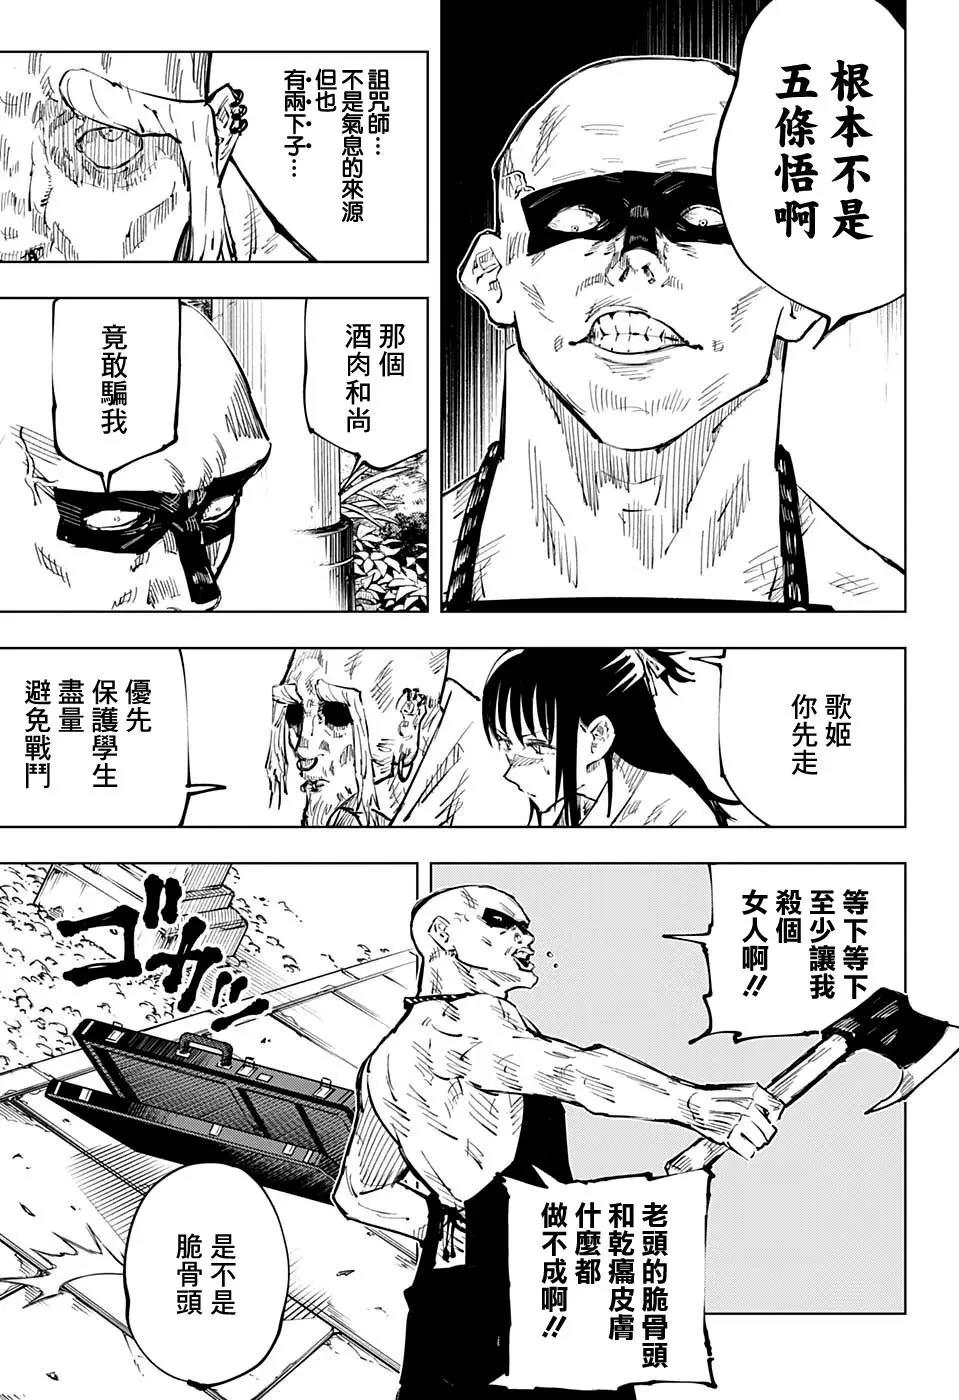 根本不是
五條悟啊
詛咒師…
不是氣息的來源
但也
有兩下子…
那個
酒肉和尚
竟敢騙我
歌姬
你先走
優先
保護學生
盡量
避免戰鬥
等下等下
至少讓我
殺個
女人啊!!
ゴガッ
老頭的脆骨頭
和乾癟皮膚
什麼都
做不成啊!!
是不是
脆骨頭